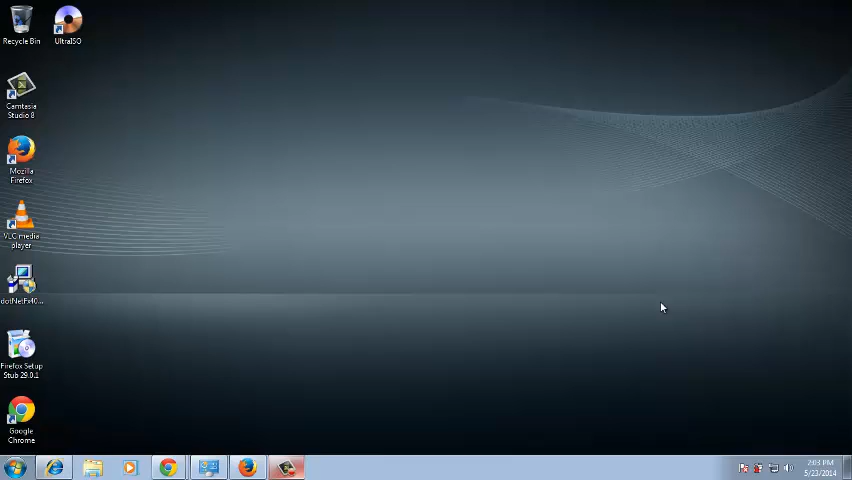 Recycle Bin
UltraISO
Camtasia
Studio 8
Mozilla
Firefox
VLC media
player
dotNetFx40...
Firefox Setup
Stub 29.0.1
Google
Chrome
2:03 PM
5/23/2014